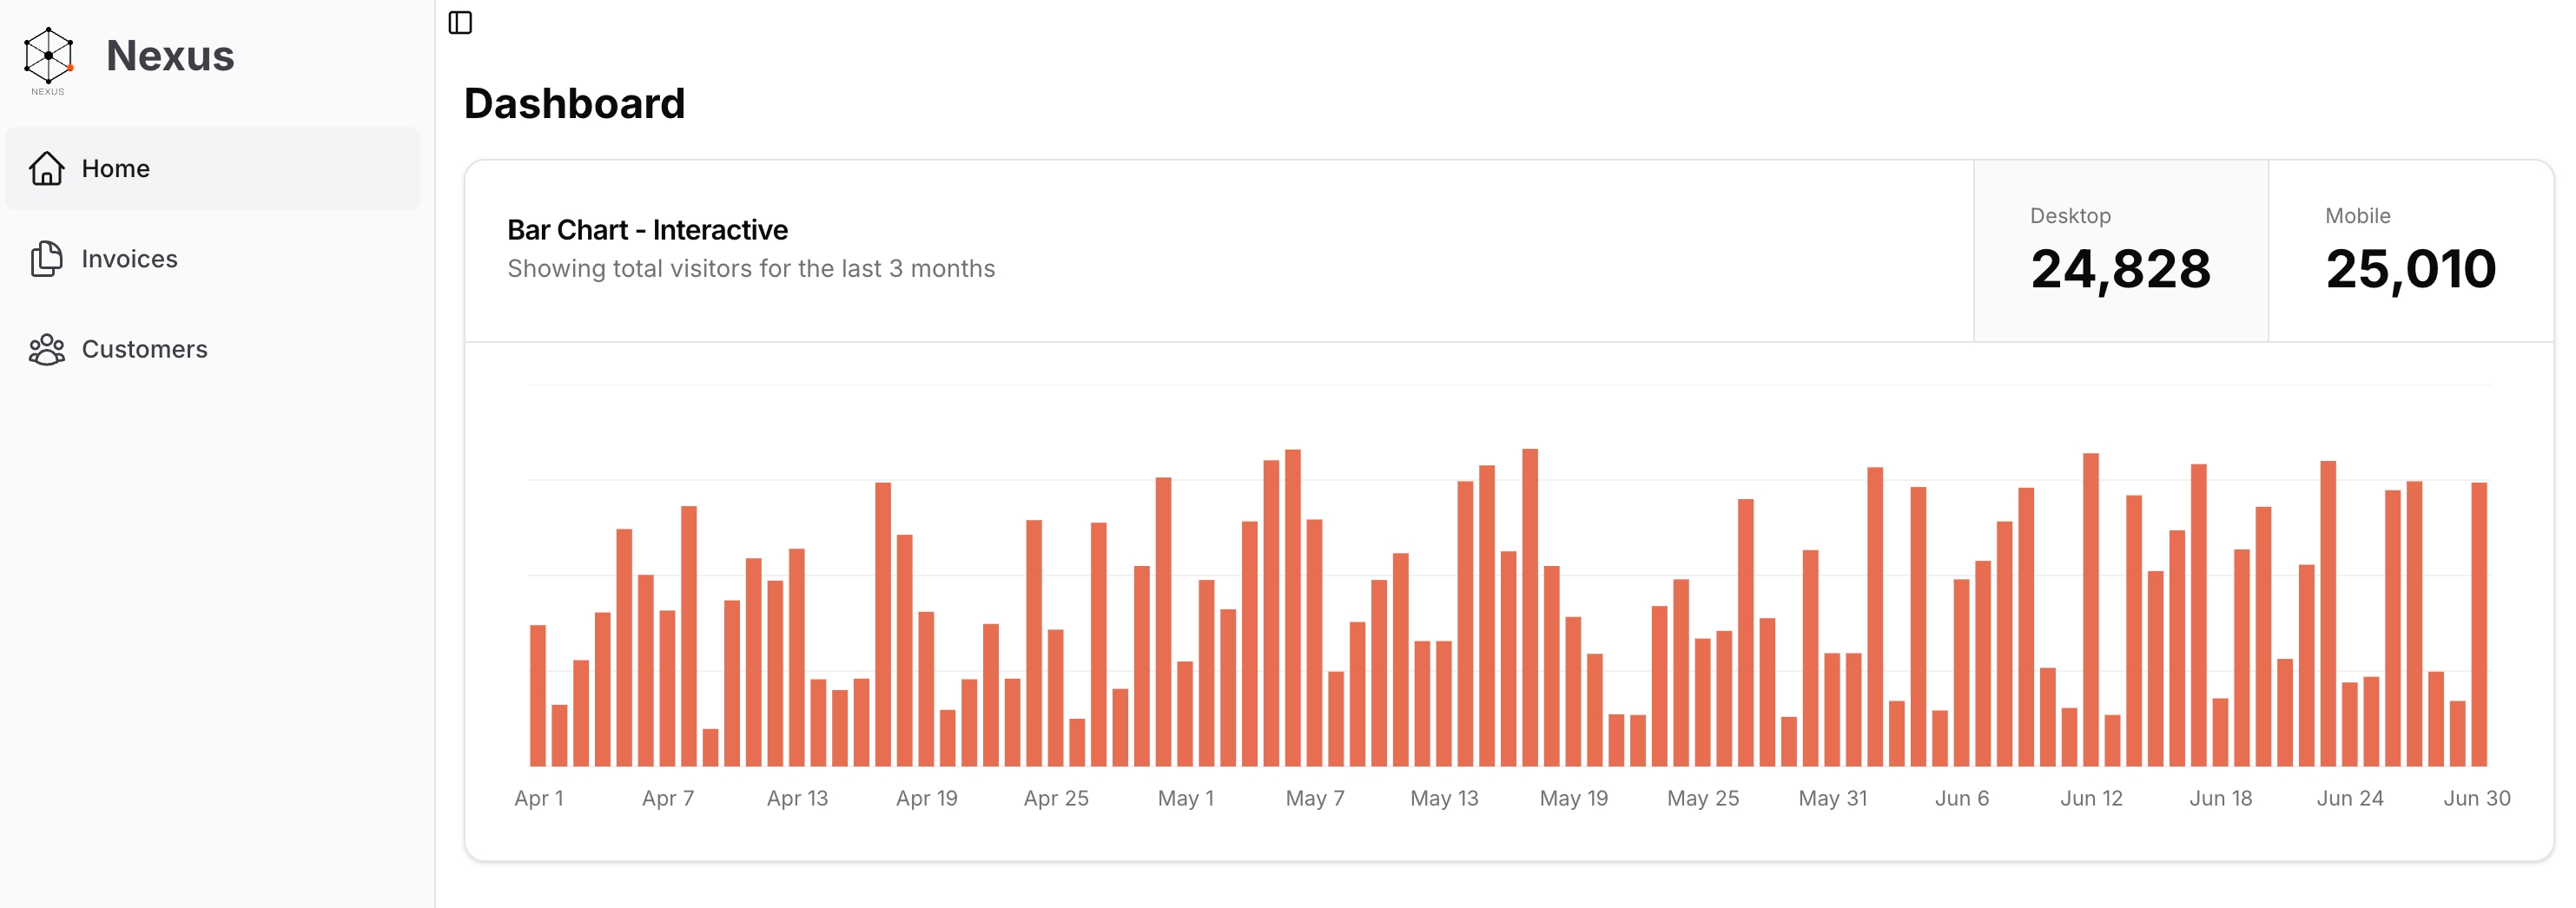 NEXUS
Nexus
Home
Invoices
Customers
Dashboard
Bar Chart - Interactive
Showing total visitors for the last 3 months
Desktop
24,828
Mobile
25,010
Apr 1 Apr 7 Apr 13 Apr 19 Apr 25 May 1 May 7 May 13 May 19 May 25 May 31 Jun 6 Jun 12 Jun 18 Jun 24 Jun 30